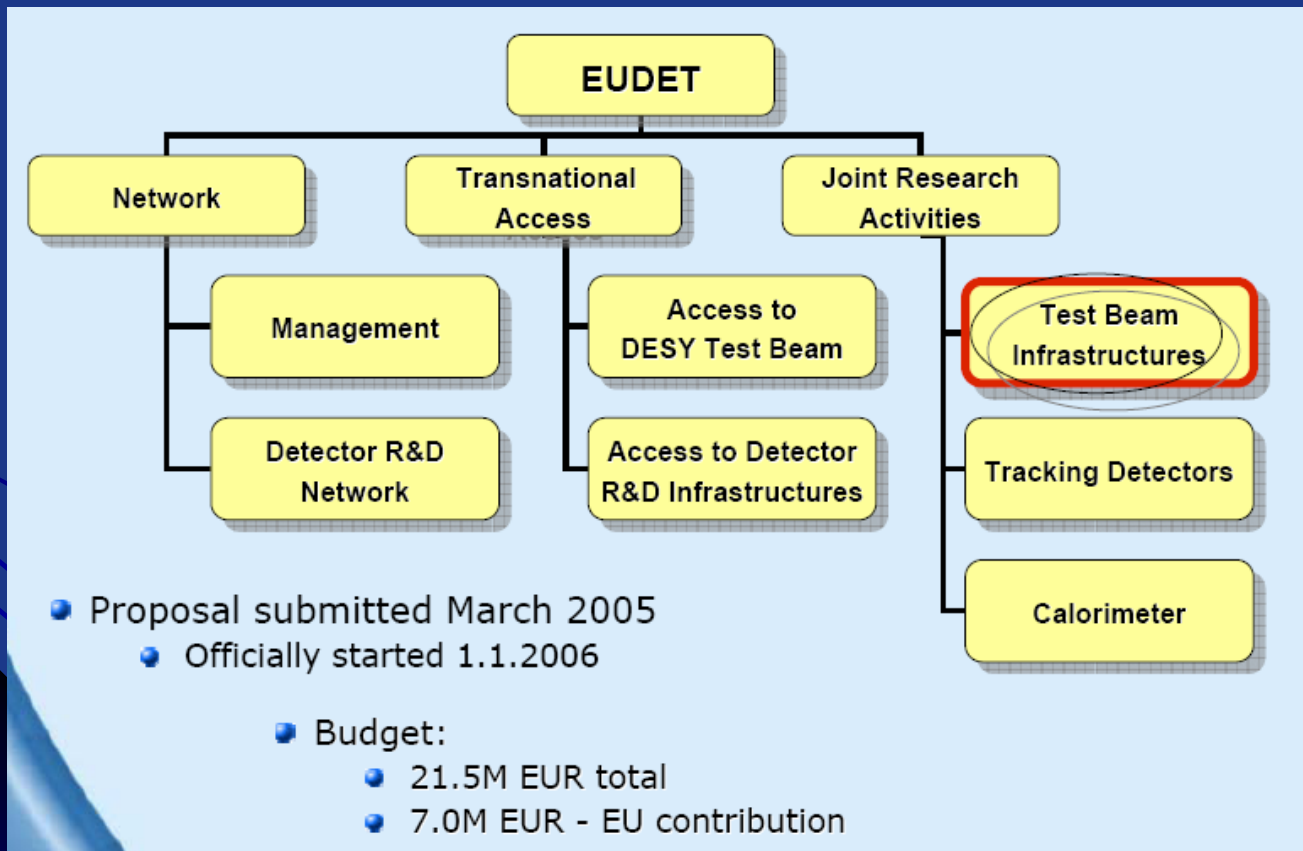 EUDET
Network
Transnational
Access
Joint Research
Activities
Management
Access to
DESY Test Beam
Test Beam
Infrastructures
Detector R&D
Network
Access to Detector
R&D Infrastructures
Tracking Detectors
Calorimeter
Proposal submitted March 2005
Officially started 1.1.2006
Budget:
21.5M EUR total
7.0M EUR - EU contribution